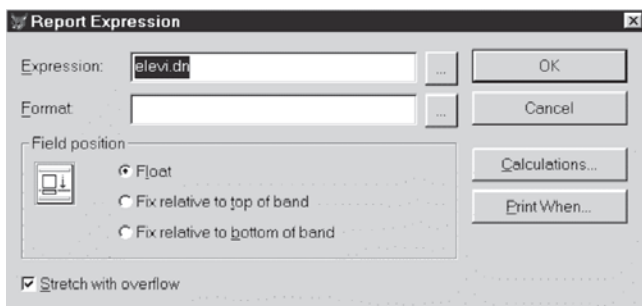 Report Expression
Expression: elevi.dn ...
OK
Format: ...
Cancel
Field position
Float
Fix relative to top of band
Fix relative to bottom of band
Calculations...
Print When...
Stretch with overflow